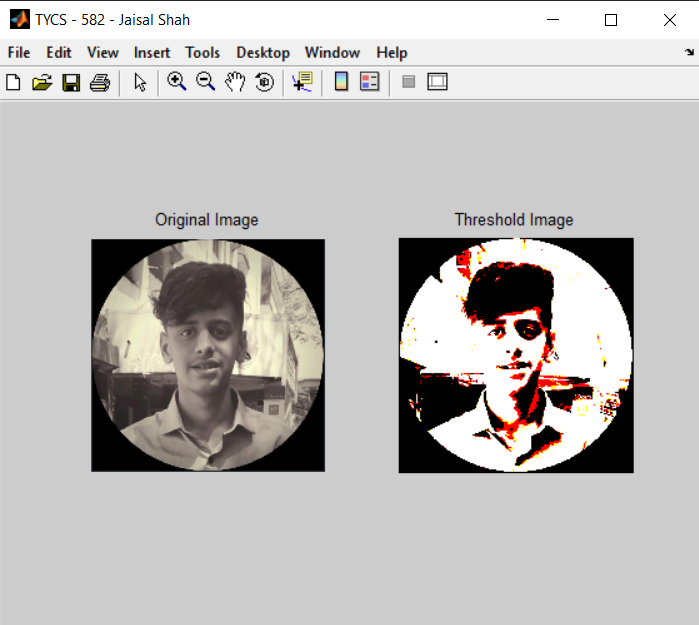 TYCS - 582 - Jaisal Shah
File Edit View Insert Tools Desktop Window Help
Original Image Threshold Image